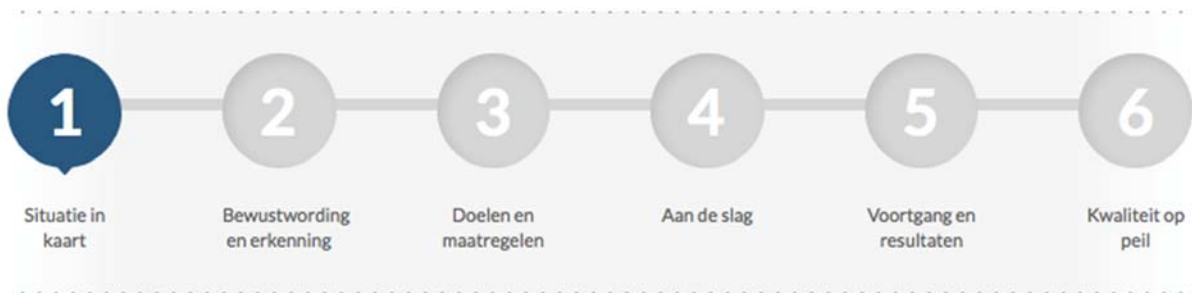 1 2 3 4 5 6
Situatie in
kaart
Bewustwording
en erkenning
Doelen en
maatregelen
Aan de slag
Voortgang en
resultaten
Kwaliteit op
peil